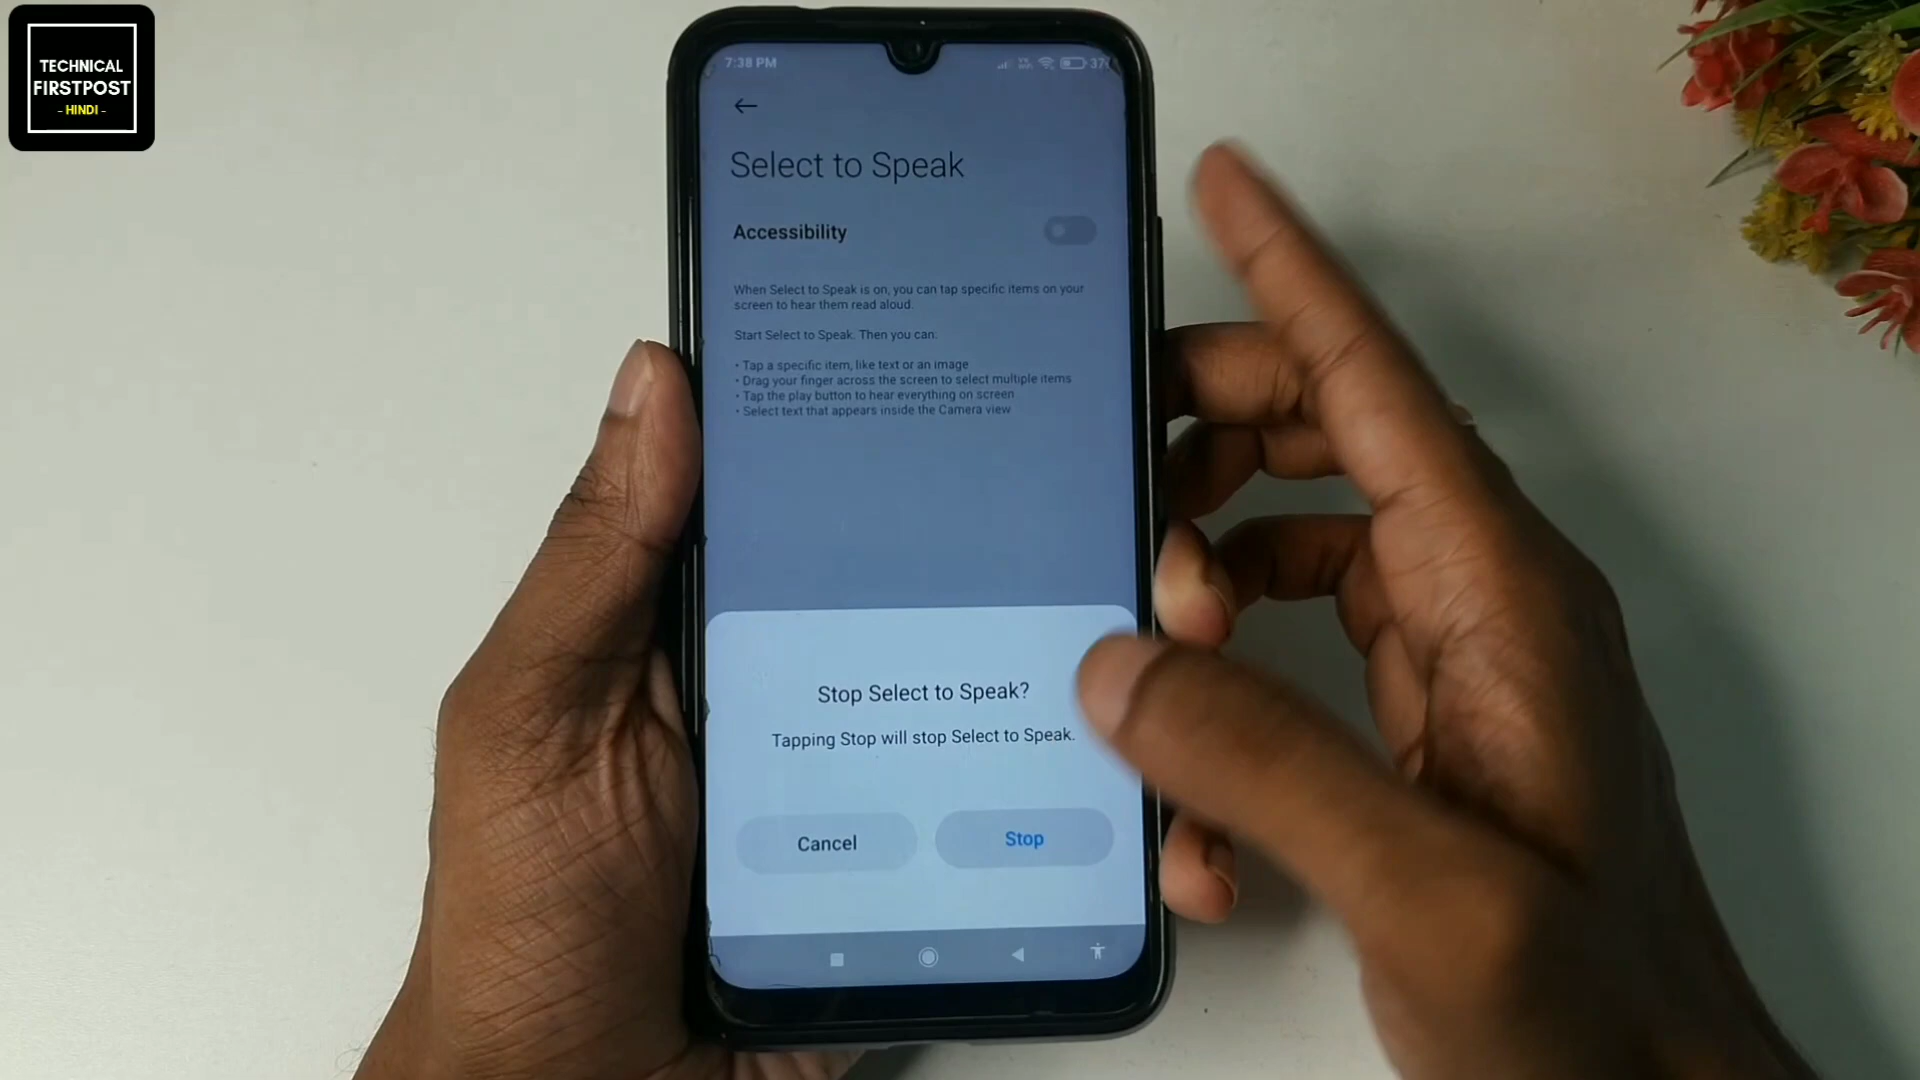 TECHNICAL
FIRSTPOST
- HINDI -
7:38 PM
Select to Speak
Accessibility
When Select to Speak is on, you can tap specific items on your
screen to hear them read aloud.
Start Select to Speak. Then you can:
• Tap a specific item, like text or an image
• Drag your finger across the screen to select multiple items
• Tap the play button to hear everything on screen
• Select text that appears inside the Camera view
Stop Select to Speak?
Tapping Stop will stop Select to Speak.
Cancel
Stop